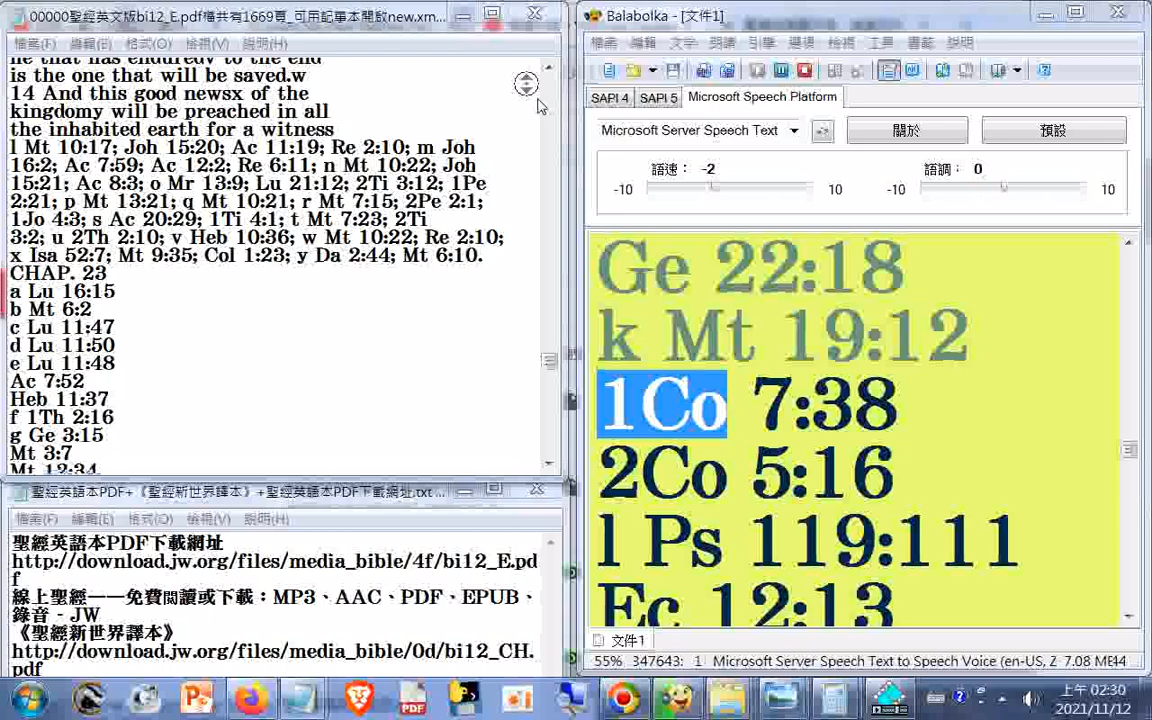 00000聖經英文版bi12_E.pdf檔共有1669頁_可用記事本開啟new.xm...
檔案(F) 編輯(E) 格式(O) 檢視(V) 說明(H)
he that has enduredv to the end
is the one that will be saved.w
14 And this good newsx of the
kingdomy will be preached in all
the inhabited earth for a witness
l Mt 10:17; Joh 15:20; Ac 11:19; Re 2:10; m Joh
16:2; Ac 7:59; Ac 12:2; Re 6:11; n Mt 10:22; Joh
15:21; Ac 8:3; o Mr 13:9; Lu 21:12; 2Ti 3:12; 1Pe
2:21; p Mt 13:21; q Mt 10:21; r Mt 7:15; 2Pe 2:1;
1Jo 4:3; s Ac 20:29; 1Ti 4:1; t Mt 7:23; 2Ti
3:2; u 2Th 2:10; v Heb 10:36; w Mt 10:22; Re 2:10;
x Isa 52:7; Mt 9:35; Col 1:23; y Da 2:44; Mt 6:10.
CHAP. 23
a Lu 16:15
b Mt 6:2
c Lu 11:47
d Lu 11:50
e Lu 11:48
Ac 7:52
Heb 11:37
f 1Th 2:16
g Ge 3:15
Mt 3:7
Mt 12:34
聖經英語本PDF+《聖經新世界譯本》+聖經英語本PDF下載網址.txt ...
檔案(F) 編輯(E) 格式(O) 檢視(V) 說明(H)
聖經英語本PDF下載網址
http://download.jw.org/files/media_bible/4f/bi12_E.pd
f
線上聖經——免費閱讀或下載：MP3、AAC、PDF、EPUB、
錄音 - JW
《聖經新世界譯本》
http://download.jw.org/files/media_bible/0d/bi12_CH.
pdf
Balabolka - [文件1]
檔案 編輯 文字 朗讀 引擎 選項 檢視 工具 書籤 說明
SAPI 4 SAPI 5 Microsoft Speech Platform
Microsoft Server Speech Text 關於 預設
語速： -2 語調： 0
-10 10 -10 10
Ge 22:18
k Mt 19:12
1Co 7:38
2Co 5:16
l Ps 119:111
Ec 12:13
文件1
55% 347643: 1 Microsoft Server Speech Text to Speech Voice (en-US, Z 7.08 ME44
上午 02:30
2021/11/12